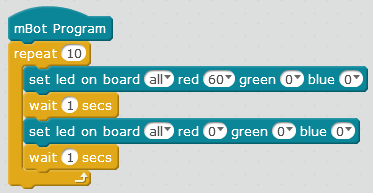 mBot Program
repeat 10
set led on board all red 60 green 0 blue 0
wait 1 secs
set led on board all red 0 green 0 blue 0
wait 1 secs